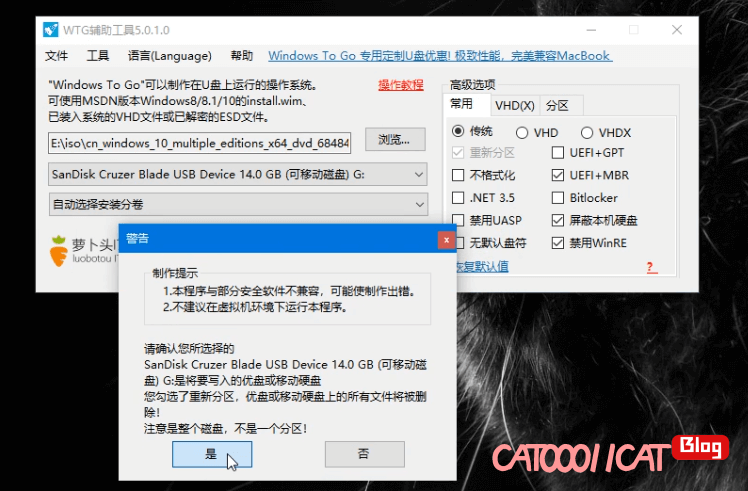 WTG辅助工具5.0.1.0
文件 工具 语言(Language) 帮助 Windows To Go 专用定制U盘优惠! 极致性能，完美兼容MacBook
"Windows To Go"可以制作在U盘上运行的操作系统。
可使用MSDN版本Windows8/8.1/10的install.wim、
已装入系统的VHD文件或已解密的ESD文件。
操作教程
E:\iso\cn_windows_10_multiple_editions_x64_dvd_68484
浏览...
SanDisk Cruzer Blade USB Device 14.0 GB (可移动磁盘) G:
自动选择安装分卷
萝卜头IT
luobotou I
高级选项
常用 VHD(X) 分区
传统 VHD VHDX
重新分区 UEFI+GPT
不格式化 UEFI+MBR
.NET 3.5 Bitlocker
禁用UASP 屏蔽本机硬盘
无默认盘符 禁用WinRE
恢复默认值 ?
警告 x
制作提示
1.本程序与部分安全软件不兼容，可能使制作出错。
2.不建议在虚拟机环境下运行本程序。
请确认您所选择的
SanDisk Cruzer Blade USB Device 14.0 GB (可移动磁
盘) G:是将要写入的优盘或移动硬盘
您勾选了重新分区，优盘或移动硬盘上的所有文件将被删
除!
注意是整个磁盘，不是一个分区!
是 否
Blog